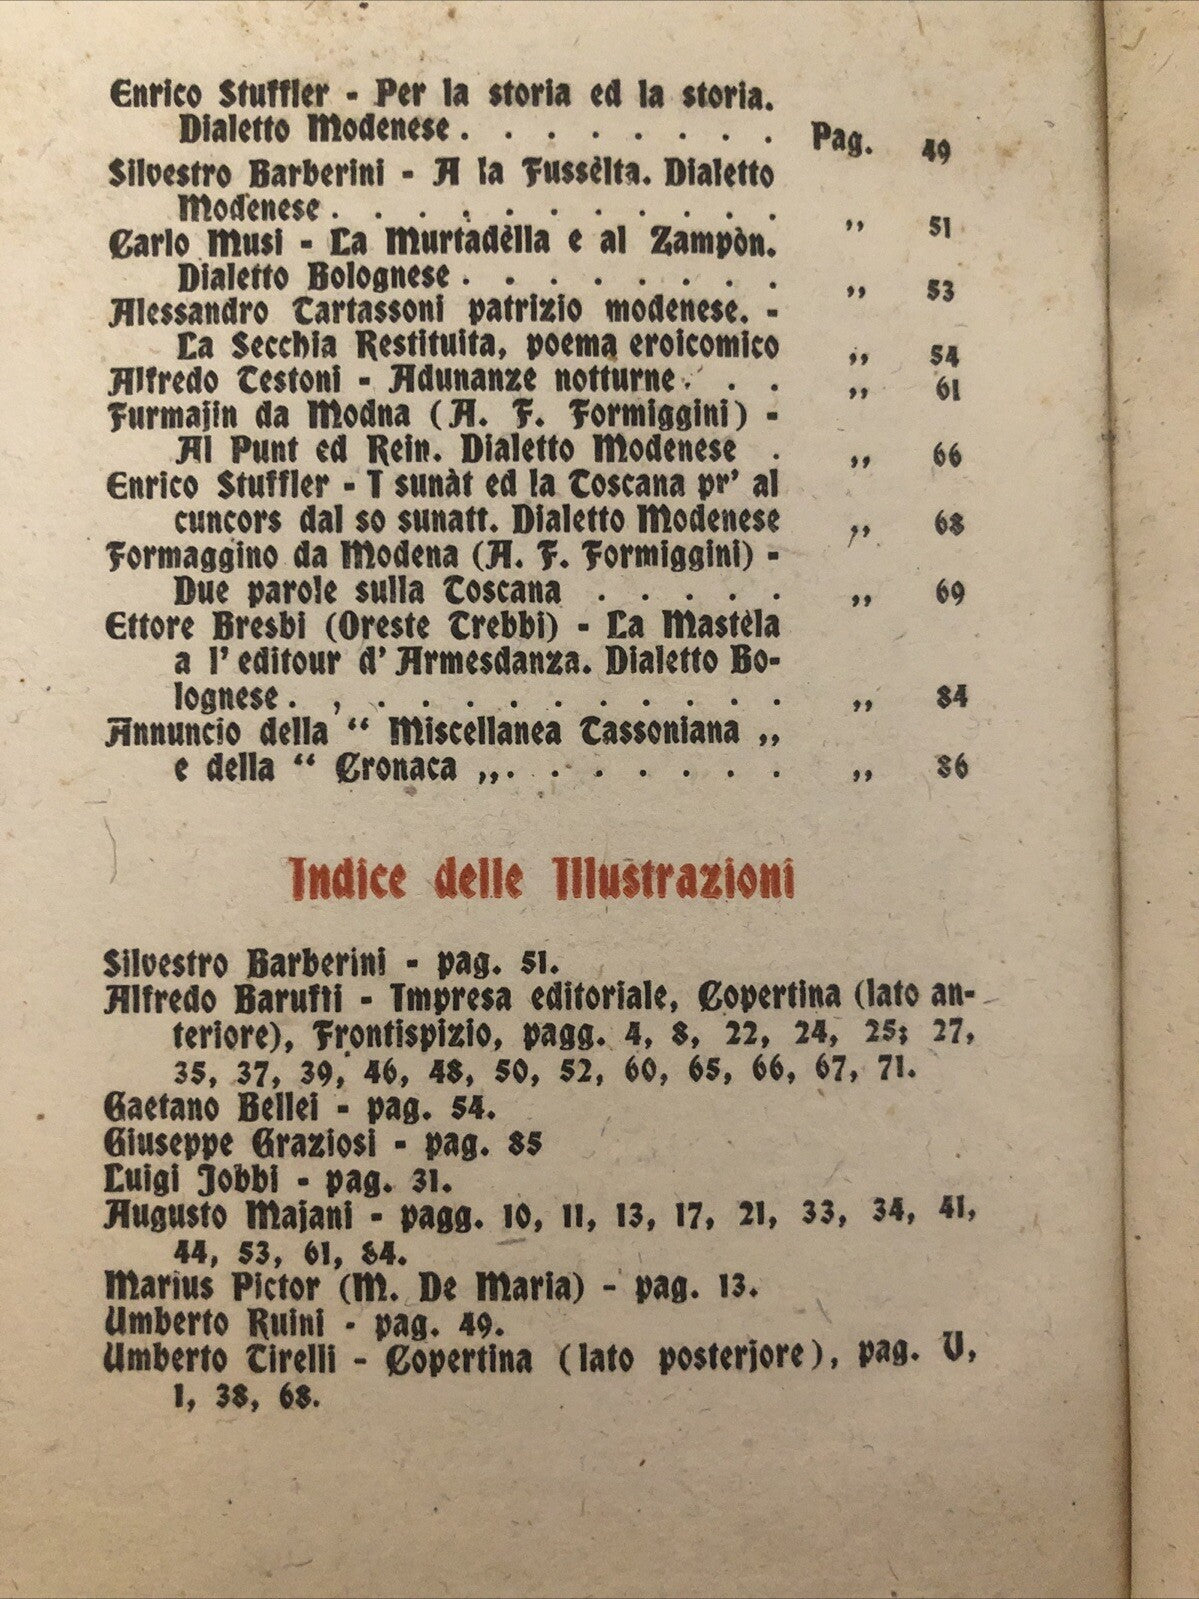 Enrico Stuffler - Per la storia ed la storia.
Dialetto Modenese . . . . . . . . Pag. 49
Silvestro Barberini - A la Fussèlta. Dialetto
Modenese . . . . . . . . . . . ,, 51
Carlo Musi - La Murtadèlla e al Zampòn.
Dialetto Bolognese . . . . . . . . ,, 53
Alessandro Tartassoni patrizio modenese. -
La Secchia Restituita, poema eroicomico ,, 54
Alfredo Testoni - Adunanze notturne . . . ,, 61
Furmajin da Modna (A. F. Formiggini) -
Al Punt ed Rein. Dialetto Modenese . ,, 66
Enrico Stuffler - I sunàt ed la Toscana pr' al
cuncors dal so sunatt. Dialetto Modenese ,, 68
Formaggino da Modena (A. F. Formiggini) -
Due parole sulla Toscana . . . . . ,, 69
Ettore Bresbi (Oreste Trebbi) - La Mastèla
a l' editour d' Armesdanza. Dialetto Bo-
lognese . , . . . . . . . . . . ,, 84
Annuncio della “ Miscellanea Tassoniana ,,
e della “ Cronaca ,, . . . . . . . ,, 86
Indice delle Illustrazioni
Silvestro Barberini - pag. 51.
Alfredo Baruffi - Impresa editoriale, Copertina (lato an-
teriore), Frontispizio, pagg. 4, 8, 22, 24, 25; 27,
35, 37, 39, 46, 48, 50, 52, 60, 65, 66, 67, 71.
Gaetano Bellei - pag. 54.
Giuseppe Graziosi - pag. 85
Luigi Jobbi - pag. 31.
Augusto Majani - pagg. 10, 11, 13, 17, 21, 33, 34, 41,
44, 53, 61, 84.
Marius Pictor (M. De Maria) - pag. 13.
Umberto Ruini - pag. 49.
Umberto Tirelli - Copertina (lato posteriore), pag. V,
1, 38, 68.